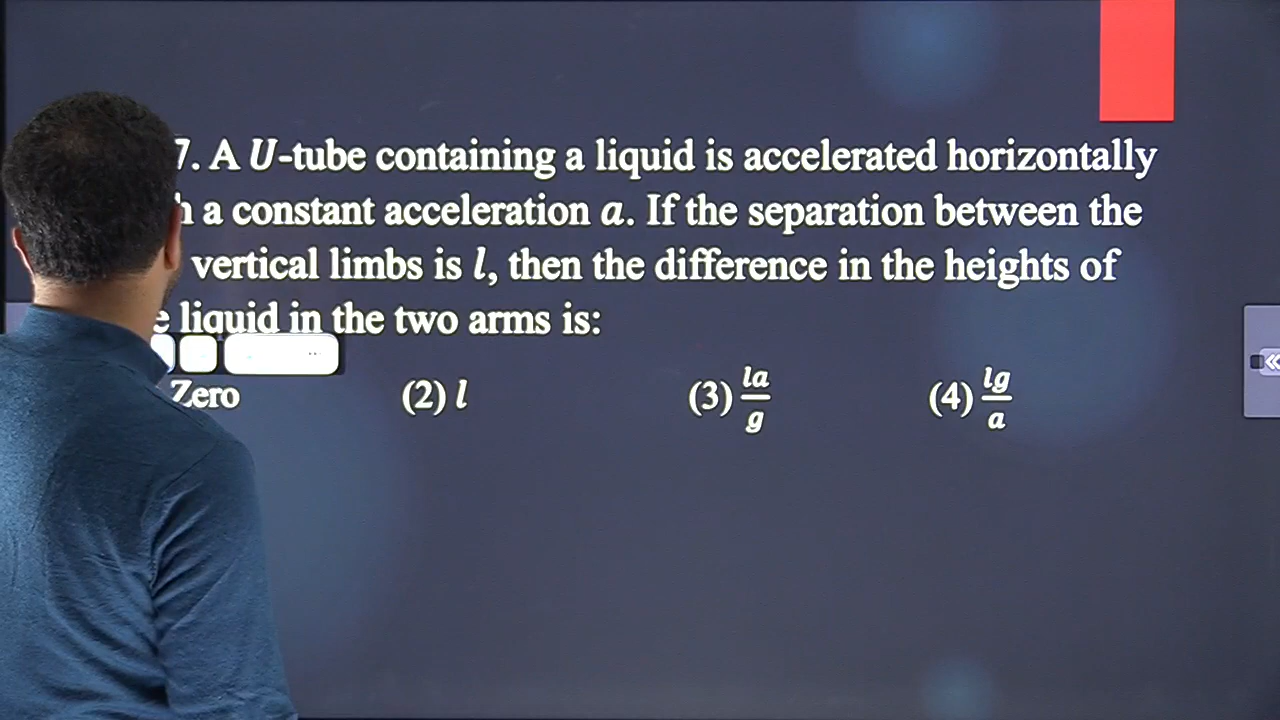 7. A U-tube containing a liquid is accelerated horizontally
a constant acceleration a. If the separation between the
vertical limbs is l, then the difference in the heights of
liquid in the two arms is:
Zero (2) l (3) la/g (4) lg/a